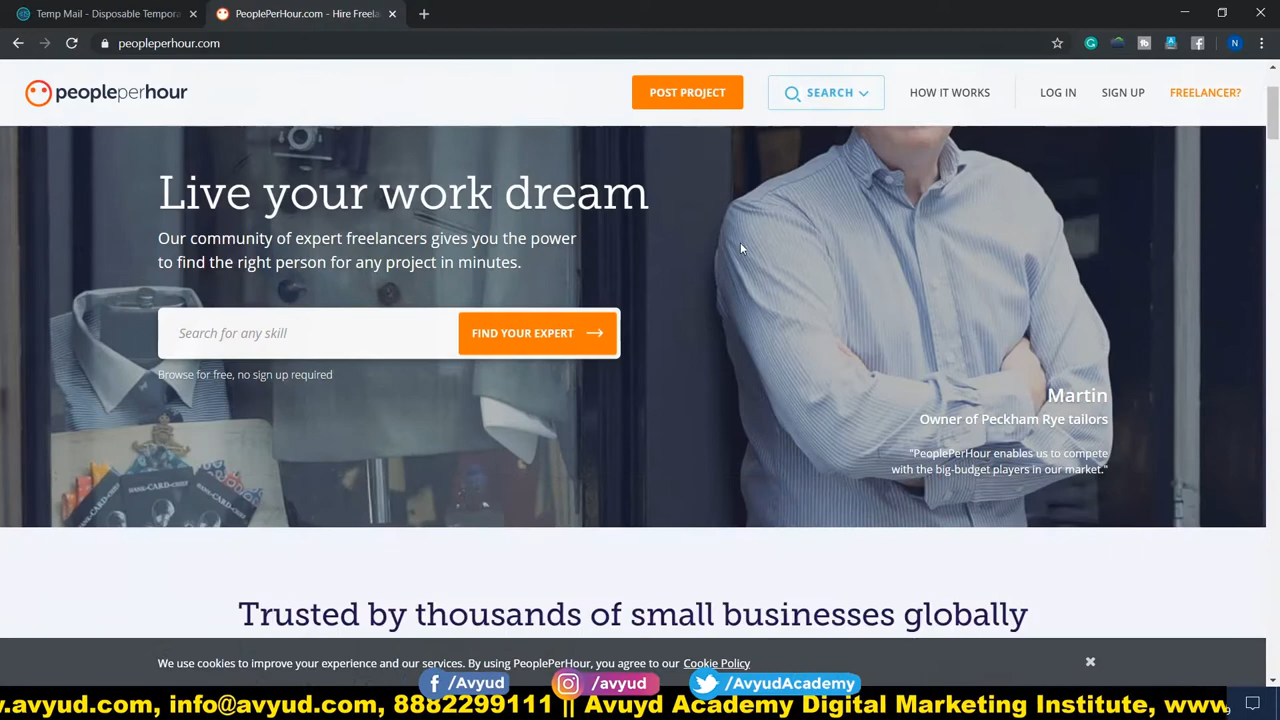 Temp Mail - Disposable Tempora
PeoplePerHour.com - Hire Freela
peopleperhour.com
N
peopleperhour
POST PROJECT
SEARCH
HOW IT WORKS
LOG IN
SIGN UP
FREELANCER?
Live your work dream
Our community of expert freelancers gives you the power
to find the right person for any project in minutes.
Search for any skill
FIND YOUR EXPERT
Browse for free, no sign up required
Martin
Owner of Peckham Rye tailors
"PeoplePerHour enables us to compete
with the big-budget players in our market."
Trusted by thousands of small businesses globally
We use cookies to improve your experience and our services. By using PeoplePerHour, you agree to our Cookie Policy
/Avyud
/avyud
/AvyudAcademy
v.avyud.com, info@avyud.com, 8882299111 || Avuyd Academy Digital Marketing Institute, www